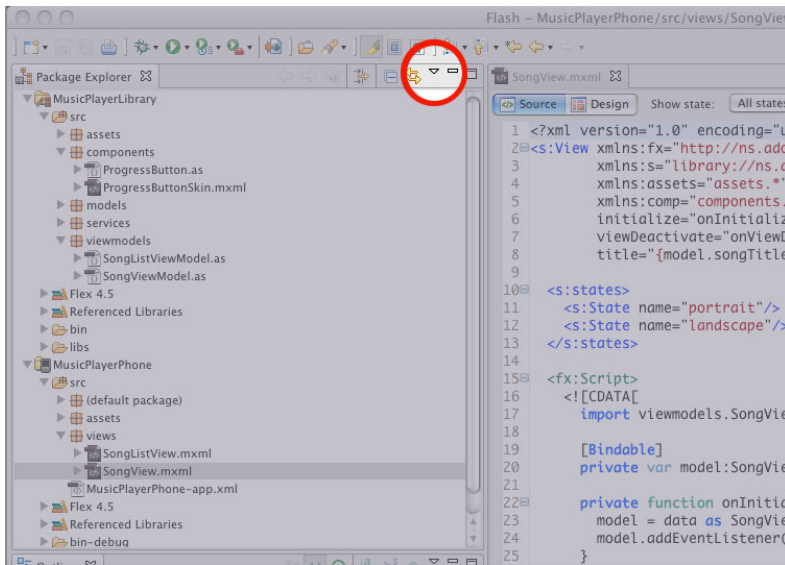 Flash – MusicPlayerPhone/src/views/SongView
Package Explorer
MusicPlayerLibrary
src
assets
components
ProgressButton.as
ProgressButtonSkin.mxml
models
services
viewmodels
SongListViewModel.as
SongViewModel.as
Flex 4.5
Referenced Libraries
bin
libs
MusicPlayerPhone
src
(default package)
assets
views
SongListView.mxml
SongView.mxml
MusicPlayerPhone-app.xml
Flex 4.5
Referenced Libraries
bin-debug
SongView.mxml
Source Design Show state: All states
1 <?xml version="1.0" encoding="u
2 <s:View xmlns:fx="http://ns.ado
3 xmlns:s="library://ns.a
4 xmlns:assets="assets.*"
5 xmlns:comp="components.
6 initialize="onInitializ
7 viewDeactivate="onViewD
8 title="{model.songTitle
9
10 <s:states>
11 <s:State name="portrait"/>
12 <s:State name="landscape"/>
13 </s:states>
14
15 <fx:Script>
16 <![CDATA[
17 import viewmodels.SongVie
18
19 [Bindable]
20 private var model:SongVie
21
22 private function onInitia
23 model = data as SongVie
24 model.addEventListener(
25 }